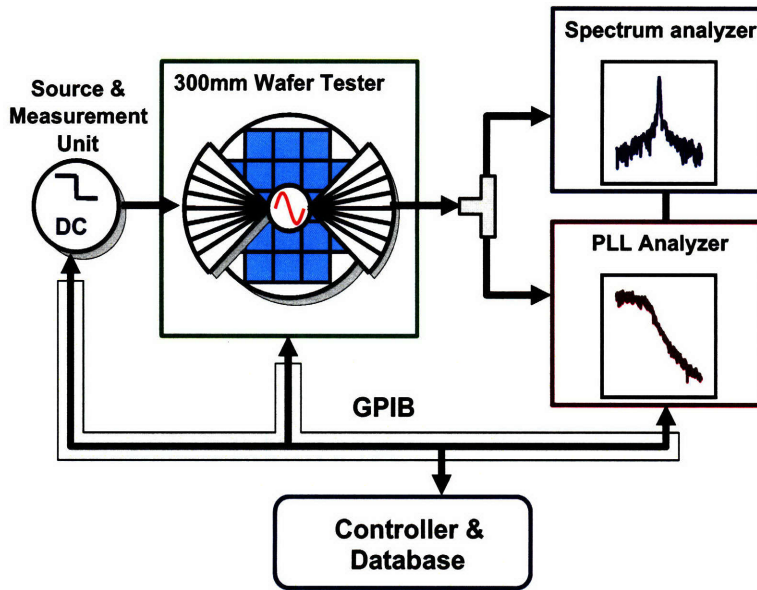 Spectrum analyzer
300mm Wafer Tester
Source &
Measurement
Unit
DC
PLL Analyzer
GPIB
Controller &
Database